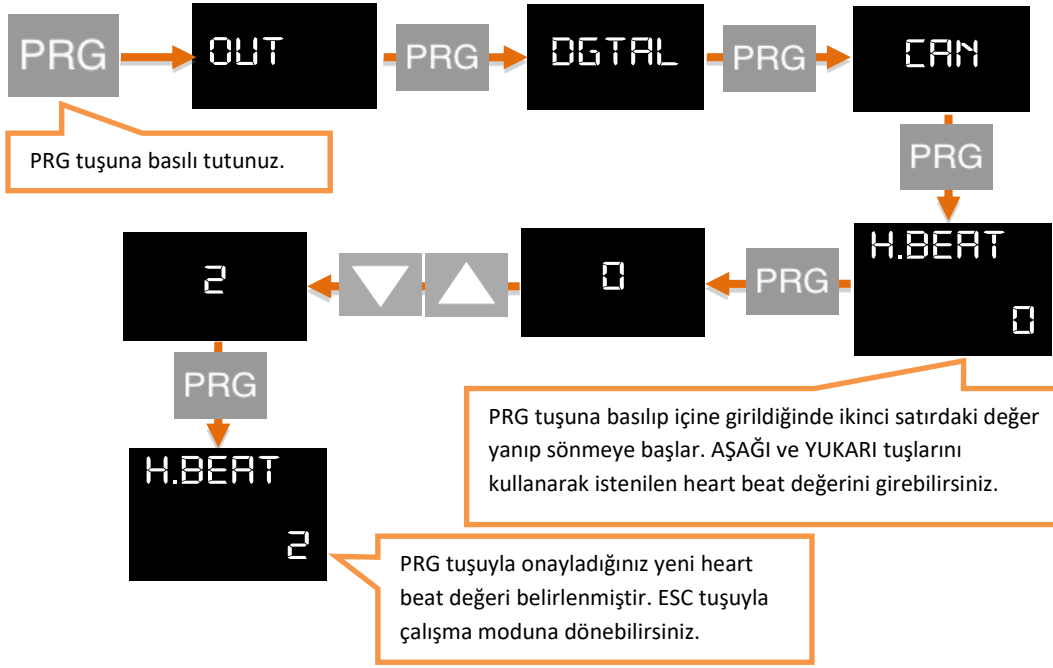 PRG
OUT
PRG
DGTAL
PRG
CAN
PRG tuşuna basılı tutunuz.
PRG
H.BEAT
0
PRG
0
2
PRG
H.BEAT
2
PRG tuşuna basılıp içine girildiğinde ikinci satırdaki değer
yanıp sönmeye başlar. AŞAĞI ve YUKARI tuşlarını
kullanarak istenilen heart beat değerini girebilirsiniz.
PRG tuşuyla onayladığınız yeni heart
beat değeri belirlenmiştir. ESC tuşuyla
çalışma moduna dönebilirsiniz.